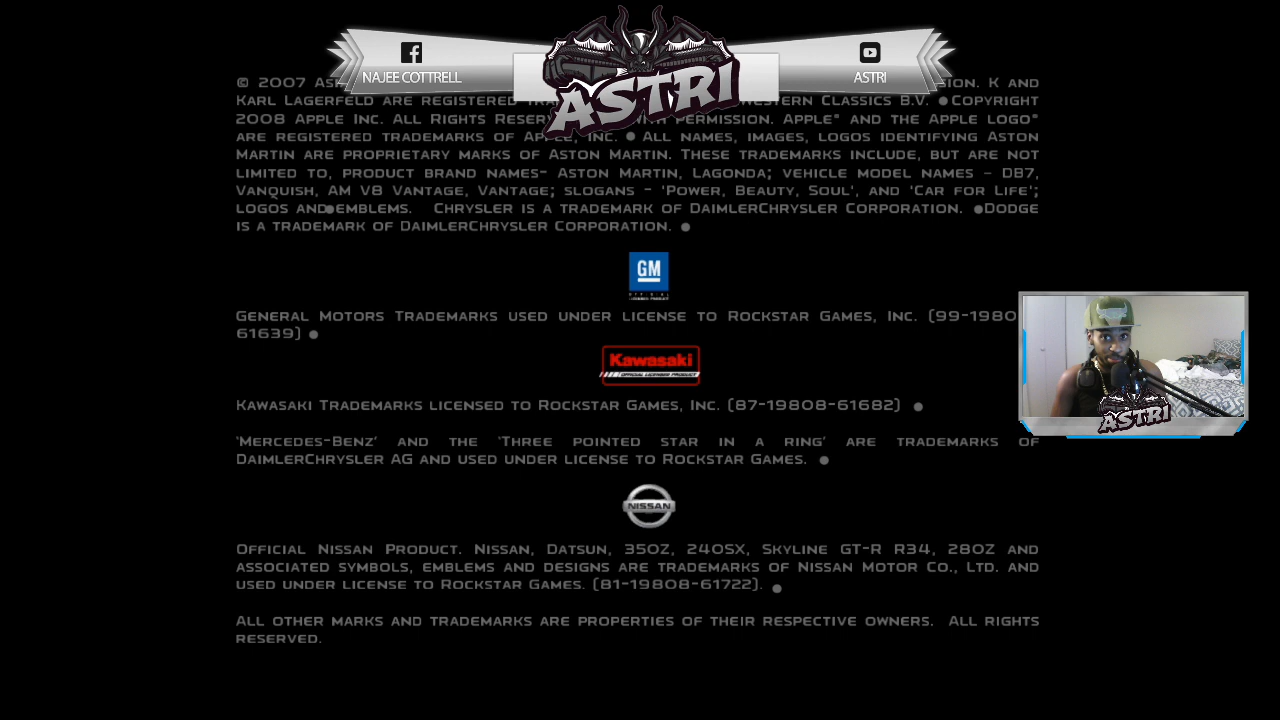 NAJEE COTTRELL
ASTRI
ASTRI
© 2007
KARL LAGERFELD ARE REGISTERED WESTERN CLASSICS B.V. ●COPYRIGHT
SION. K AND
2008 APPLE INC. ALL RIGHTS PERMISSION. APPLE® AND THE APPLE LOGO®
ARE REGISTERED TRADEMARKS OF APPLE, INC. ● ALL NAMES, IMAGES, LOGOS IDENTIFYING ASTON
MARTIN ARE PROPRIETARY MARKS OF ASTON MARTIN. THESE TRADEMARKS INCLUDE, BUT ARE NOT
LIMITED TO, PRODUCT BRAND NAMES- ASTON MARTIN, LAGONDA; VEHICLE MODEL NAMES – DB7,
VANQUISH, AM V8 VANTAGE, VANTAGE; SLOGANS - 'POWER, BEAUTY, SOUL', AND 'CAR FOR LIFE';
LOGOS AND●EMBLEMS. CHRYSLER IS A TRADEMARK OF DAIMLERCHRYSLER CORPORATION. ●DODGE
IS A TRADEMARK OF DAIMLERCHRYSLER CORPORATION. ●
GM
GENERAL MOTORS TRADEMARKS USED UNDER LICENSE TO ROCKSTAR GAMES, INC. (99-1980
61639) ●
Kawasaki
OFFICIAL LICENSED PRODUCT
KAWASAKI TRADEMARKS LICENSED TO ROCKSTAR GAMES, INC. (87-19808-61682) ●
'MERCEDES-BENZ' AND THE 'THREE POINTED STAR IN A RING' ARE TRADEMARKS OF
DAIMLERCHRYSLER AG AND USED UNDER LICENSE TO ROCKSTAR GAMES. ●
NISSAN
OFFICIAL NISSAN PRODUCT. NISSAN, DATSUN, 350Z, 240SX, SKYLINE GT-R R34, 280Z AND
ASSOCIATED SYMBOLS, EMBLEMS AND DESIGNS ARE TRADEMARKS OF NISSAN MOTOR CO., LTD. AND
USED UNDER LICENSE TO ROCKSTAR GAMES. (81-19808-61722). ●
ALL OTHER MARKS AND TRADEMARKS ARE PROPERTIES OF THEIR RESPECTIVE OWNERS. ALL RIGHTS
RESERVED.
ASTRI